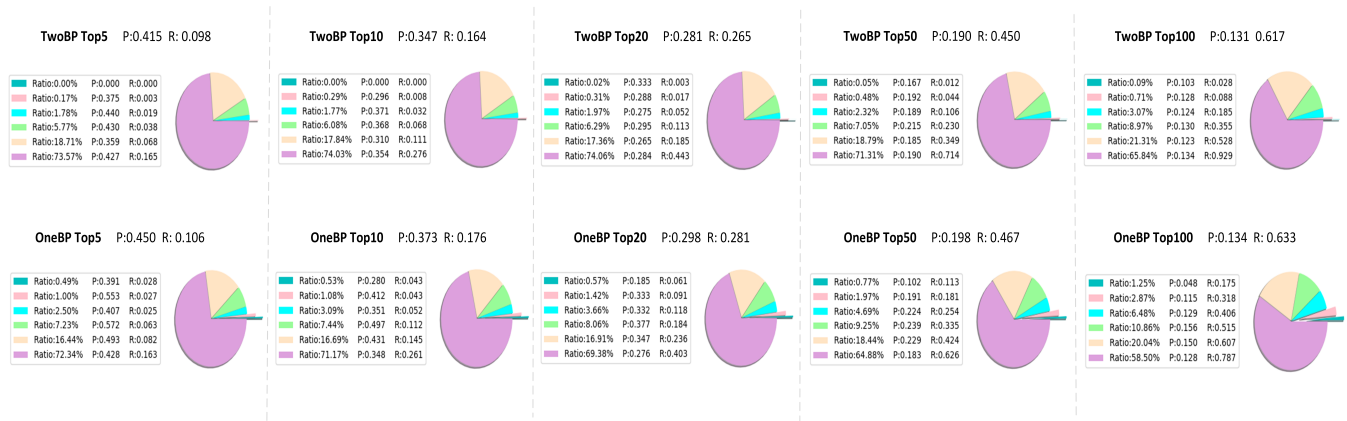 TwoBP Top5 P:0.415 R: 0.098
Ratio:0.00% P:0.000 R:0.000
Ratio:0.17% P:0.375 R:0.003
Ratio:1.78% P:0.440 R:0.019
Ratio:5.77% P:0.430 R:0.038
Ratio:18.71% P:0.359 R:0.068
Ratio:73.57% P:0.427 R:0.165
TwoBP Top10 P:0.347 R: 0.164
Ratio:0.00% P:0.000 R:0.000
Ratio:0.29% P:0.296 R:0.008
Ratio:1.77% P:0.371 R:0.032
Ratio:6.08% P:0.368 R:0.068
Ratio:17.84% P:0.310 R:0.111
Ratio:74.03% P:0.354 R:0.276
TwoBP Top20 P:0.281 R: 0.265
Ratio:0.02% P:0.333 R:0.003
Ratio:0.31% P:0.288 R:0.017
Ratio:1.97% P:0.275 R:0.052
Ratio:6.29% P:0.295 R:0.113
Ratio:17.36% P:0.265 R:0.185
Ratio:74.06% P:0.284 R:0.443
TwoBP Top50 P:0.190 R: 0.450
Ratio:0.05% P:0.167 R:0.012
Ratio:0.48% P:0.192 R:0.044
Ratio:2.32% P:0.189 R:0.106
Ratio:7.05% P:0.215 R:0.230
Ratio:18.79% P:0.185 R:0.349
Ratio:71.31% P:0.190 R:0.714
TwoBP Top100 P:0.131 0.617
Ratio:0.09% P:0.103 R:0.028
Ratio:0.71% P:0.128 R:0.088
Ratio:3.07% P:0.124 R:0.185
Ratio:8.97% P:0.130 R:0.355
Ratio:21.31% P:0.123 R:0.528
Ratio:65.84% P:0.134 R:0.929
OneBP Top5 P:0.450 R: 0.106
Ratio:0.49% P:0.391 R:0.028
Ratio:1.00% P:0.553 R:0.027
Ratio:2.50% P:0.407 R:0.025
Ratio:7.23% P:0.572 R:0.063
Ratio:16.44% P:0.493 R:0.082
Ratio:72.34% P:0.428 R:0.163
OneBP Top10 P:0.373 R: 0.176
Ratio:0.53% P:0.280 R:0.043
Ratio:1.08% P:0.412 R:0.043
Ratio:3.09% P:0.351 R:0.052
Ratio:7.44% P:0.497 R:0.112
Ratio:16.69% P:0.431 R:0.145
Ratio:71.17% P:0.348 R:0.261
OneBP Top20 P:0.298 R: 0.281
Ratio:0.57% P:0.185 R:0.061
Ratio:1.42% P:0.333 R:0.091
Ratio:3.66% P:0.332 R:0.118
Ratio:8.06% P:0.377 R:0.184
Ratio:16.91% P:0.347 R:0.236
Ratio:69.38% P:0.276 R:0.403
OneBP Top50 P:0.198 R: 0.467
Ratio:0.77% P:0.102 R:0.113
Ratio:1.97% P:0.191 R:0.181
Ratio:4.69% P:0.224 R:0.254
Ratio:9.25% P:0.239 R:0.335
Ratio:18.44% P:0.229 R:0.424
Ratio:64.88% P:0.183 R:0.626
OneBP Top100 P:0.134 R: 0.633
Ratio:1.25% P:0.048 R:0.175
Ratio:2.87% P:0.115 R:0.318
Ratio:6.48% P:0.129 R:0.406
Ratio:10.86% P:0.156 R:0.515
Ratio:20.04% P:0.150 R:0.607
Ratio:58.50% P:0.128 R:0.787